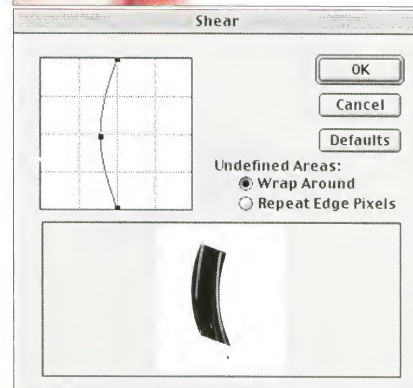 Shear
OK
Cancel
Defaults
Undefined Areas:
Wrap Around
Repeat Edge Pixels